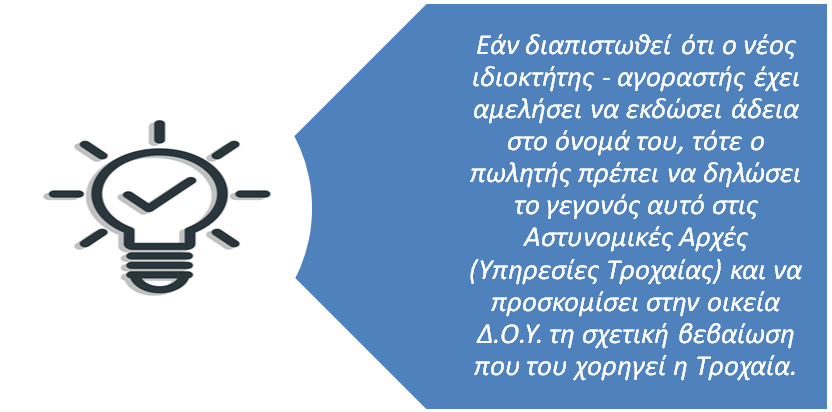 Εάν διαπιστωθεί ότι ο νέος
ιδιοκτήτης - αγοραστής έχει
αμελήσει να εκδώσει άδεια
στο όνομά του, τότε ο
πωλητής πρέπει να δηλώσει
το γεγονός αυτό στις
Αστυνομικές Αρχές
(Υπηρεσίες Τροχαίας) και να
προσκομίσει στην οικεία
Δ.Ο.Υ. τη σχετική βεβαίωση
που του χορηγεί η Τροχαία.